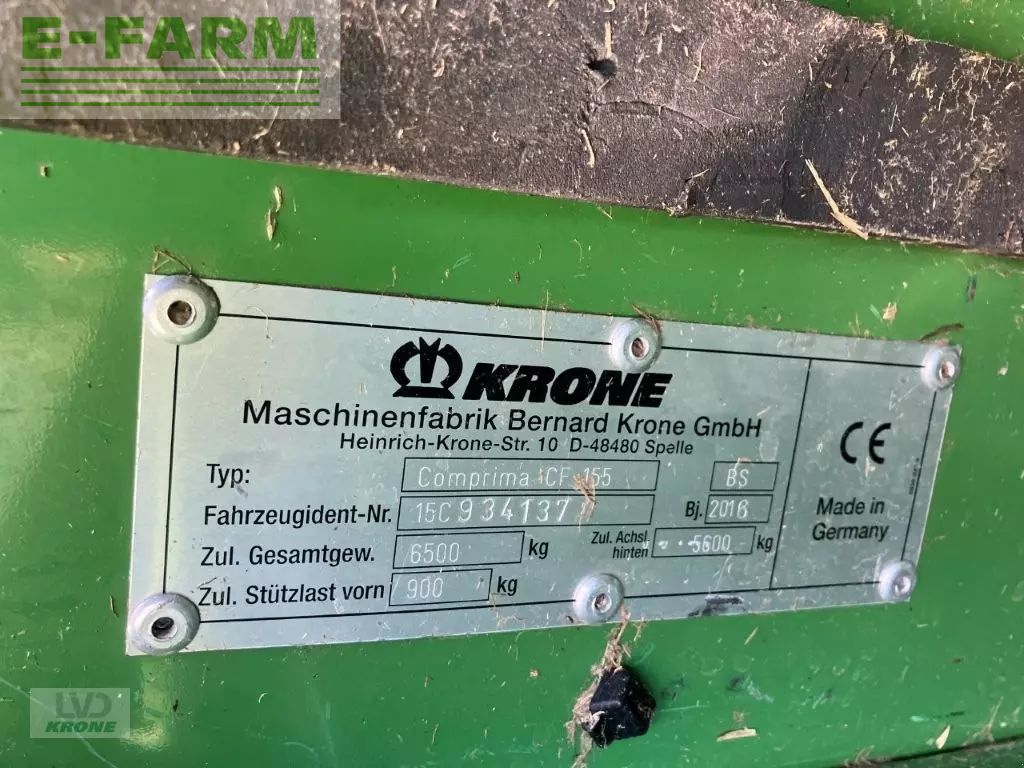 E-FARM
KRONE
Maschinenfabrik Bernard Krone GmbH
Heinrich-Krone-Str. 10 D-48480 Spelle
Typ: Comprima CF 155 BS
Fahrzeugident-Nr. 15C934137 Bj. 2016
Zul. Gesamtgew. 6500 kg Zul. Achsl. hinten 5600 kg
Zul. Stützlast vorn 900 kg
CE
Made in
Germany
LVD
KRONE